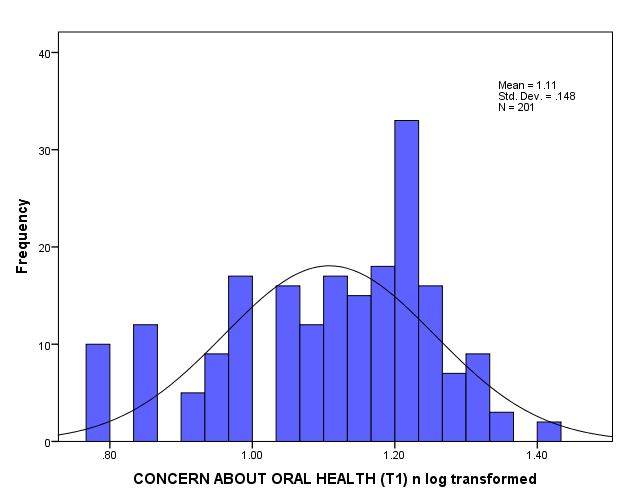 Mean = 1.11
Std. Dev. = .148
N = 201
Frequency
40
30
20
10
0
.80 1.00 1.20 1.40
CONCERN ABOUT ORAL HEALTH (T1) n log transformed